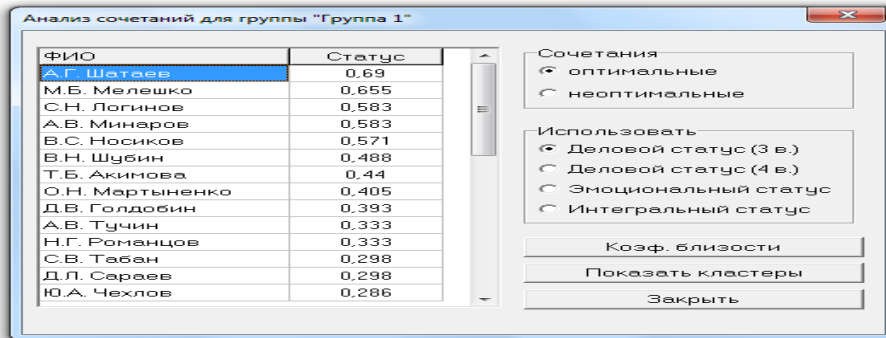 Анализ сочетаний для группы "Группа 1"
ФИО Статус
А.Г. Шатаев 0,69
М.Б. Мелешко 0,655
С.Н. Логинов 0,583
А.В. Минаров 0,583
В.С. Носиков 0,571
В.Н. Шубин 0,488
Т.Б. Акимова 0,44
О.Н. Мартыненко 0,405
Д.В. Голдобин 0,393
А.В. Тучин 0,333
Н.Г. Романцов 0,333
С.В. Табан 0,298
Д.Л. Сараев 0,298
Ю.А. Чехлов 0,286
Сочетания
оптимальные
неоптимальные
Использовать
Деловой статус (3 в.)
Деловой статус (4 в.)
Эмоциональный статус
Интегральный статус
Коэф. близости
Показать кластеры
Закрыть